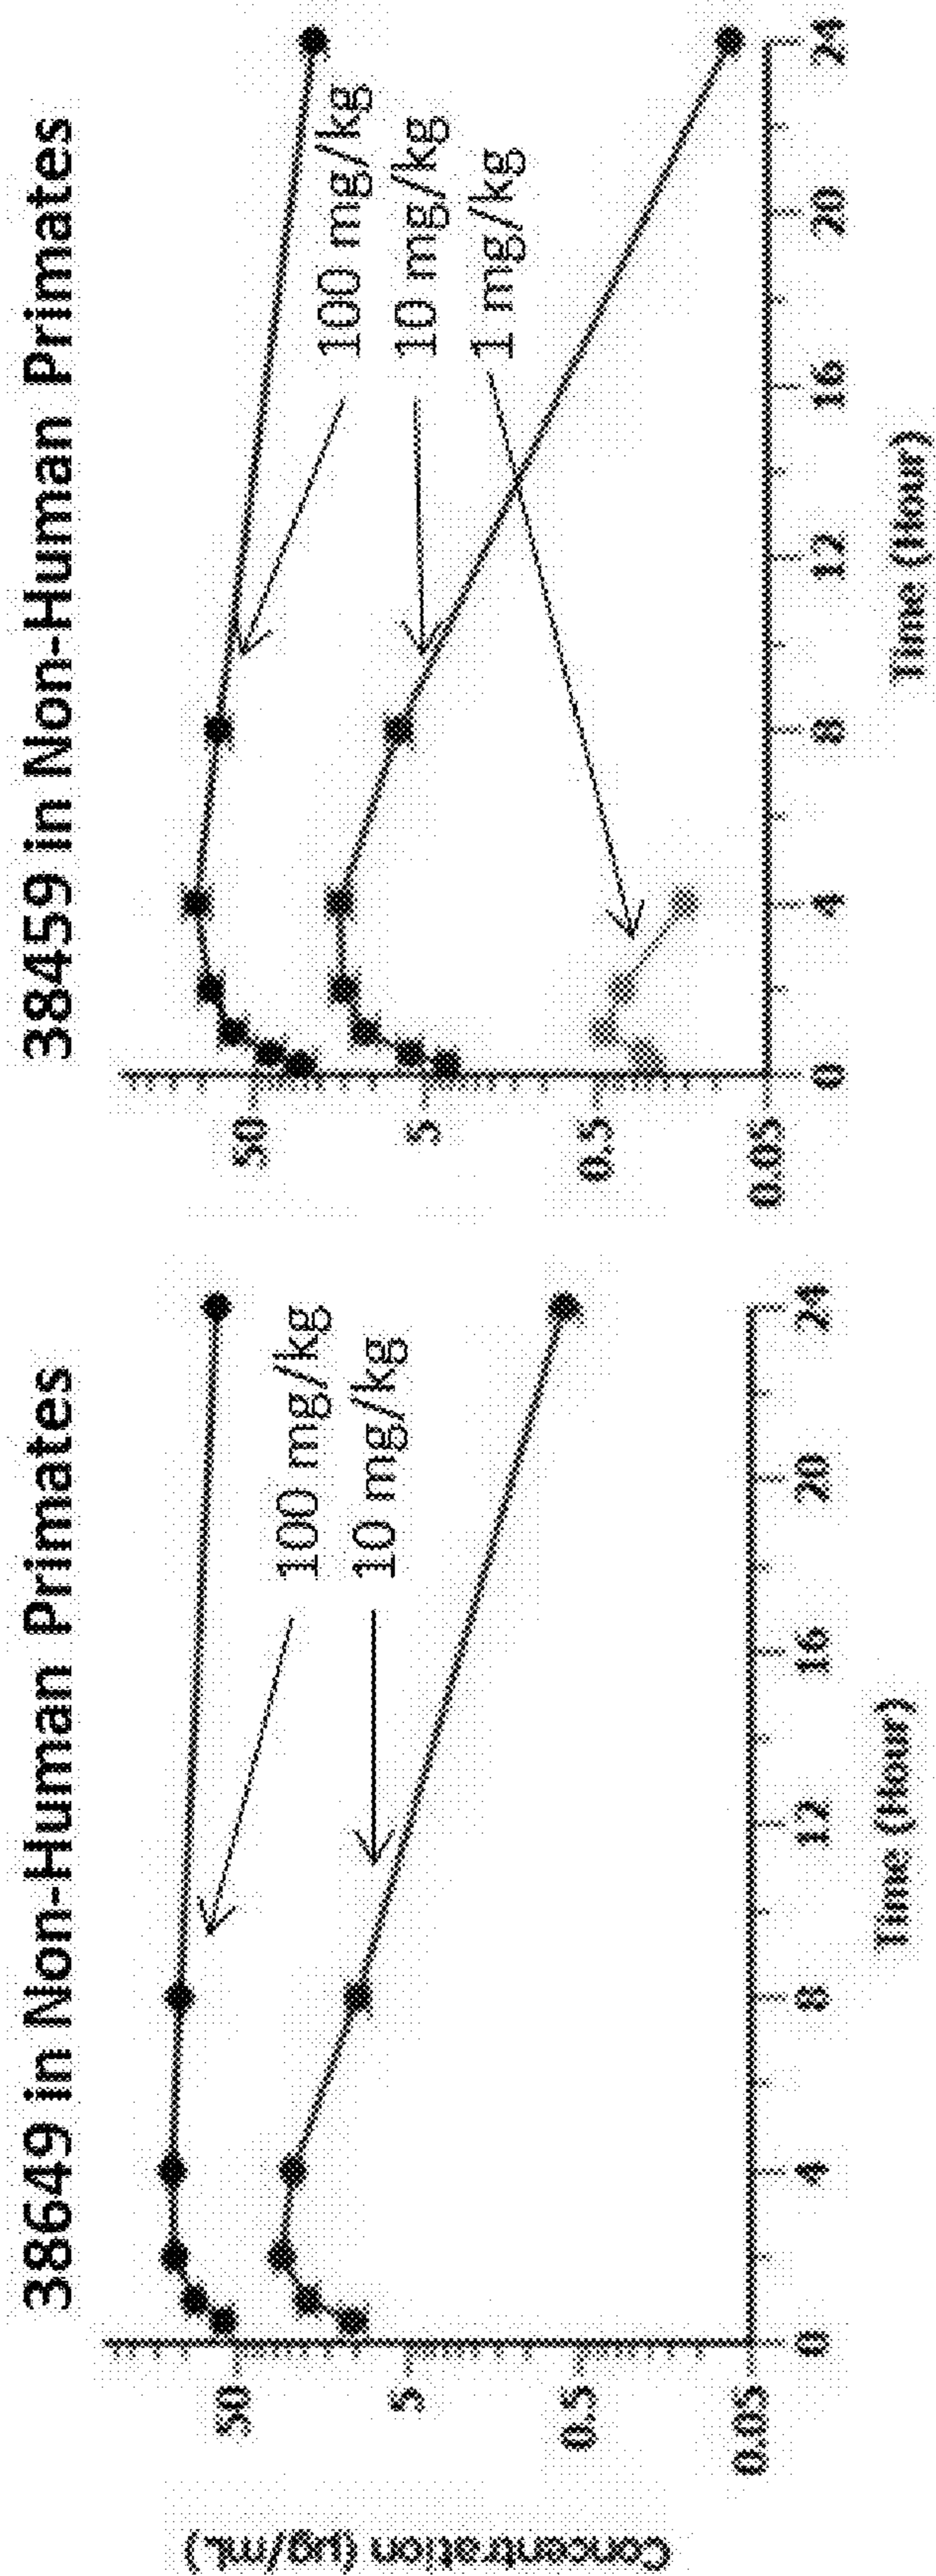 38649 in Non-Human Primates
Concentration (µg/mL)
50
5
0.5
0.05
100 mg/kg
10 mg/kg
0
4
8
12
16
20
24
Time (Hour)
38459 in Non-Human Primates
50
5
0.5
0.05
100 mg/kg
10 mg/kg
1 mg/kg
0
4
8
12
16
20
24
Time (Hour)